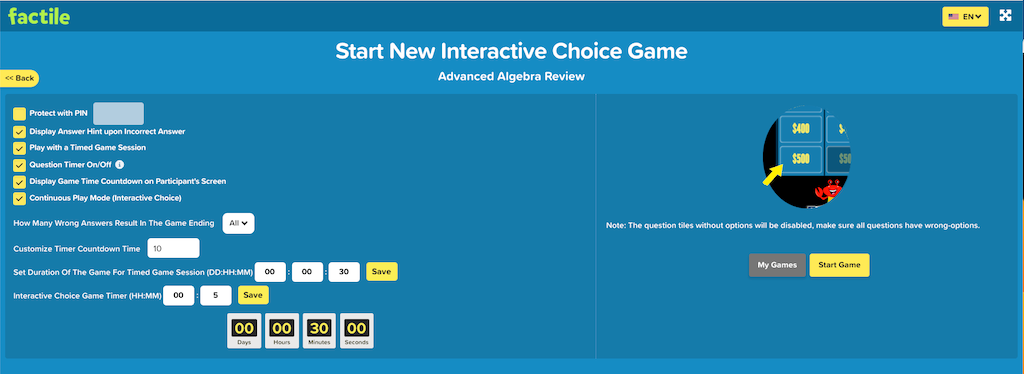 factile
EN
Start New Interactive Choice Game
Advanced Algebra Review
<< Back
Protect with PIN
Display Answer Hint upon Incorrect Answer
Play with a Timed Game Session
Question Timer On/Off i
Display Game Time Countdown on Participant's Screen
Continuous Play Mode (Interactive Choice)
How Many Wrong Answers Result In The Game Ending All
Customize Timer Countdown Time 10
Set Duration Of The Game For Timed Game Session (DD:HH:MM) 00 : 00 : 30 Save
Interactive Choice Game Timer (HH:MM) 00 : 5 Save
00 00 30 00
Days Hours Minutes Seconds
$400
$500
Note: The question tiles without options will be disabled, make sure all questions have wrong-options.
My Games Start Game